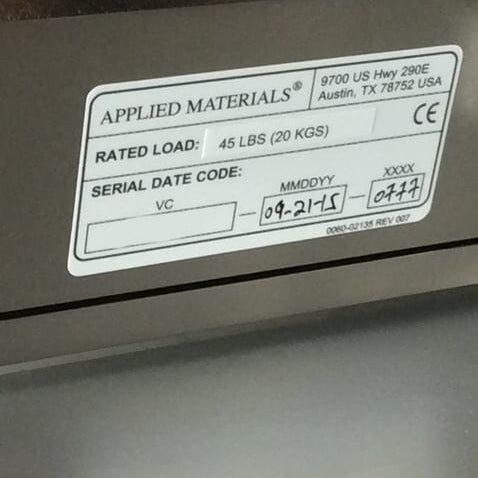 APPLIED MATERIALS®
9700 US Hwy 290E
Austin, TX 78752 USA
RATED LOAD: 45 LBS (20 KGS)
CE
SERIAL DATE CODE:
VC MMDDYY XXXX
- 09-21-15 - 0777
0060-02135 REV 007